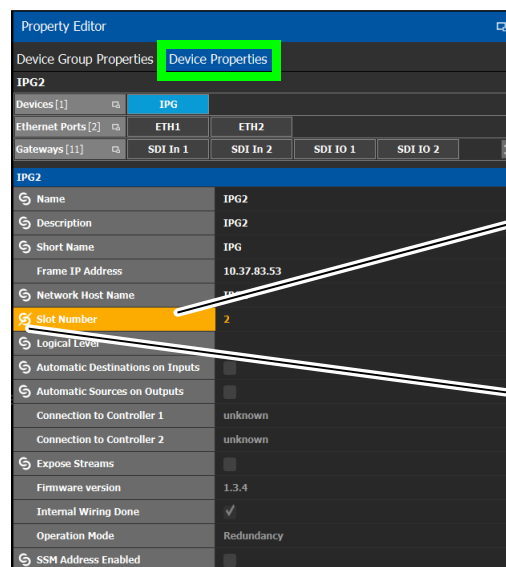 Property Editor
Device Group Properties Device Properties
IPG2
Devices [1] IPG
Ethernet Ports [2] ETH1 ETH2
Gateways [11] SDI In 1 SDI In 2 SDI IO 1 SDI IO 2
IPG2
Name IPG2
Description IPG2
Short Name IPG
Frame IP Address 10.37.83.53
Network Host Name
Slot Number 2
Logical Level
Automatic Destinations on Inputs
Automatic Sources on Outputs
Connection to Controller 1 unknown
Connection to Controller 2 unknown
Expose Streams
Firmware version 1.3.4
Internal Wiring Done
Operation Mode Redundancy
SSM Address Enabled